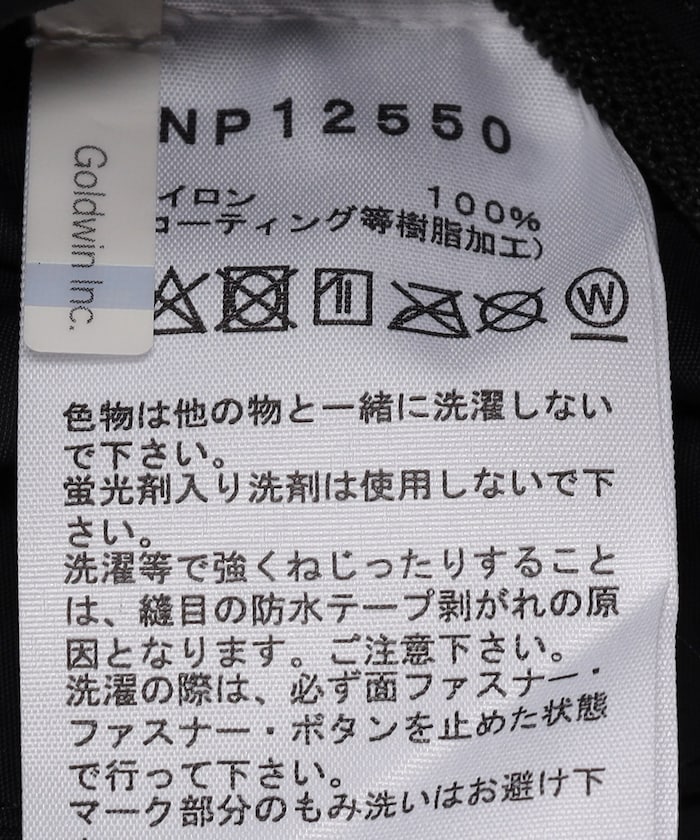 Goldwin Inc.
NP12550
イロン 100%
コーティング等樹脂加工)
W
色物は他の物と一緒に洗濯しない
で下さい。
蛍光剤入り洗剤は使用しないで下
さい。
洗濯等で強くねじったりすること
は、縫目の防水テープ剥がれの原
因となります。ご注意下さい。
洗濯の際は、必ず面ファスナー・
ファスナー・ボタンを止めた状態
で行って下さい。
マーク部分のもみ洗いはお避け下